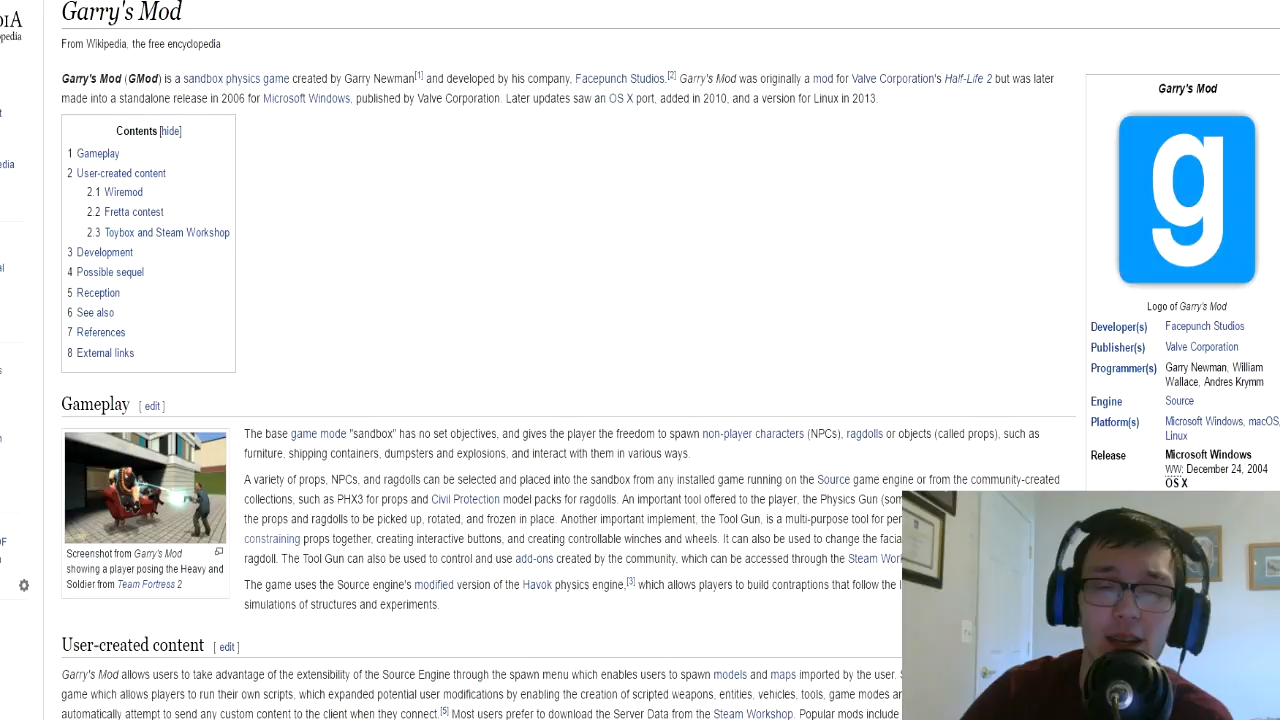 Garry's Mod
From Wikipedia, the free encyclopedia
Garry's Mod (GMod) is a sandbox physics game created by Garry Newman[1] and developed by his company, Facepunch Studios.[2] Garry's Mod was originally a mod for Valve Corporation's Half-Life 2 but was later
made into a standalone release in 2006 for Microsoft Windows, published by Valve Corporation. Later updates saw an OS X port, added in 2010, and a version for Linux in 2013.
Contents [hide]
1 Gameplay
2 User-created content
2.1 Wiremod
2.2 Fretta contest
2.3 Toybox and Steam Workshop
3 Development
4 Possible sequel
5 Reception
6 See also
7 References
8 External links
Garry's Mod
g
Logo of Garry's Mod
Developer(s) Facepunch Studios
Publisher(s) Valve Corporation
Programmer(s) Garry Newman, William
Wallace, Andres Krymm
Engine Source
Platform(s) Microsoft Windows, macOS,
Linux
Release Microsoft Windows
WW: December 24, 2004
OS X
Gameplay [ edit ]
The base game mode "sandbox" has no set objectives, and gives the player the freedom to spawn non-player characters (NPCs), ragdolls or objects (called props), such as
furniture, shipping containers, dumpsters and explosions, and interact with them in various ways.
A variety of props, NPCs, and ragdolls can be selected and placed into the sandbox from any installed game running on the Source game engine or from the community-created
collections, such as PHX3 for props and Civil Protection model packs for ragdolls. An important tool offered to the player, the Physics Gun (som
the props and ragdolls to be picked up, rotated, and frozen in place. Another important implement, the Tool Gun, is a multi-purpose tool for per
constraining props together, creating interactive buttons, and creating controllable winches and wheels. It can also be used to change the facia
ragdoll. The Tool Gun can also be used to control and use add-ons created by the community, which can be accessed through the Steam Wor
The game uses the Source engine's modified version of the Havok physics engine,[3] which allows players to build contraptions that follow the l
simulations of structures and experiments.
Screenshot from Garry's Mod
showing a player posing the Heavy and
Soldier from Team Fortress 2
User-created content [ edit ]
Garry's Mod allows users to take advantage of the extensibility of the Source Engine through the spawn menu which enables users to spawn models and maps imported by the user. S
game which allows players to run their own scripts, which expanded potential user modifications by enabling the creation of scripted weapons, entities, vehicles, tools, game modes ar
automatically attempt to send any custom content to the client when they connect.[5] Most users prefer to download the Server Data from the Steam Workshop. Popular mods include